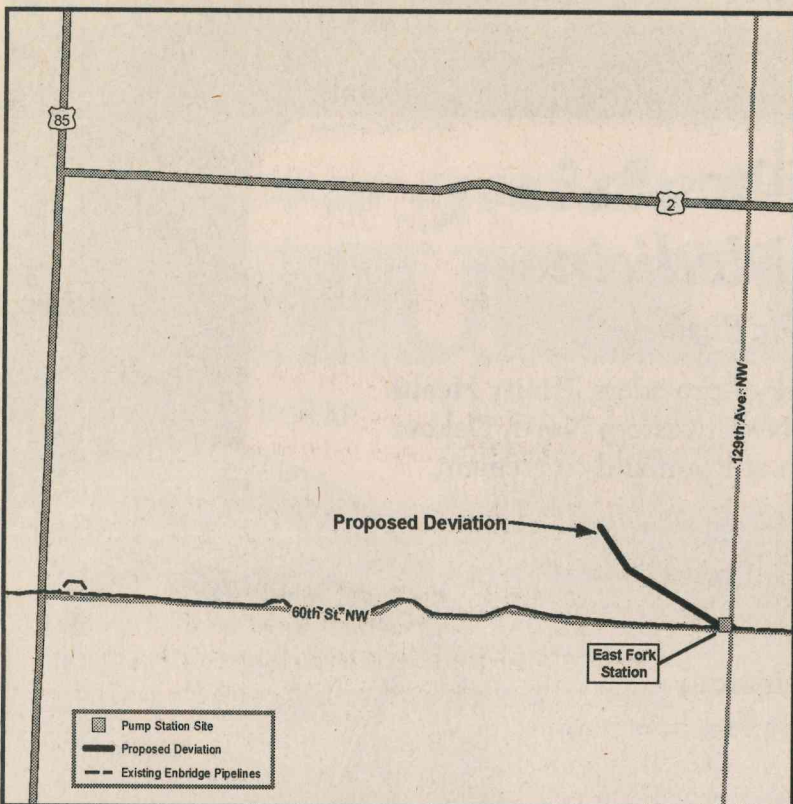 85
2
129th Ave. NW
Proposed Deviation
60th St. NW
East Fork
Station
Pump Station Site
Proposed Deviation
Existing Enbridge Pipelines